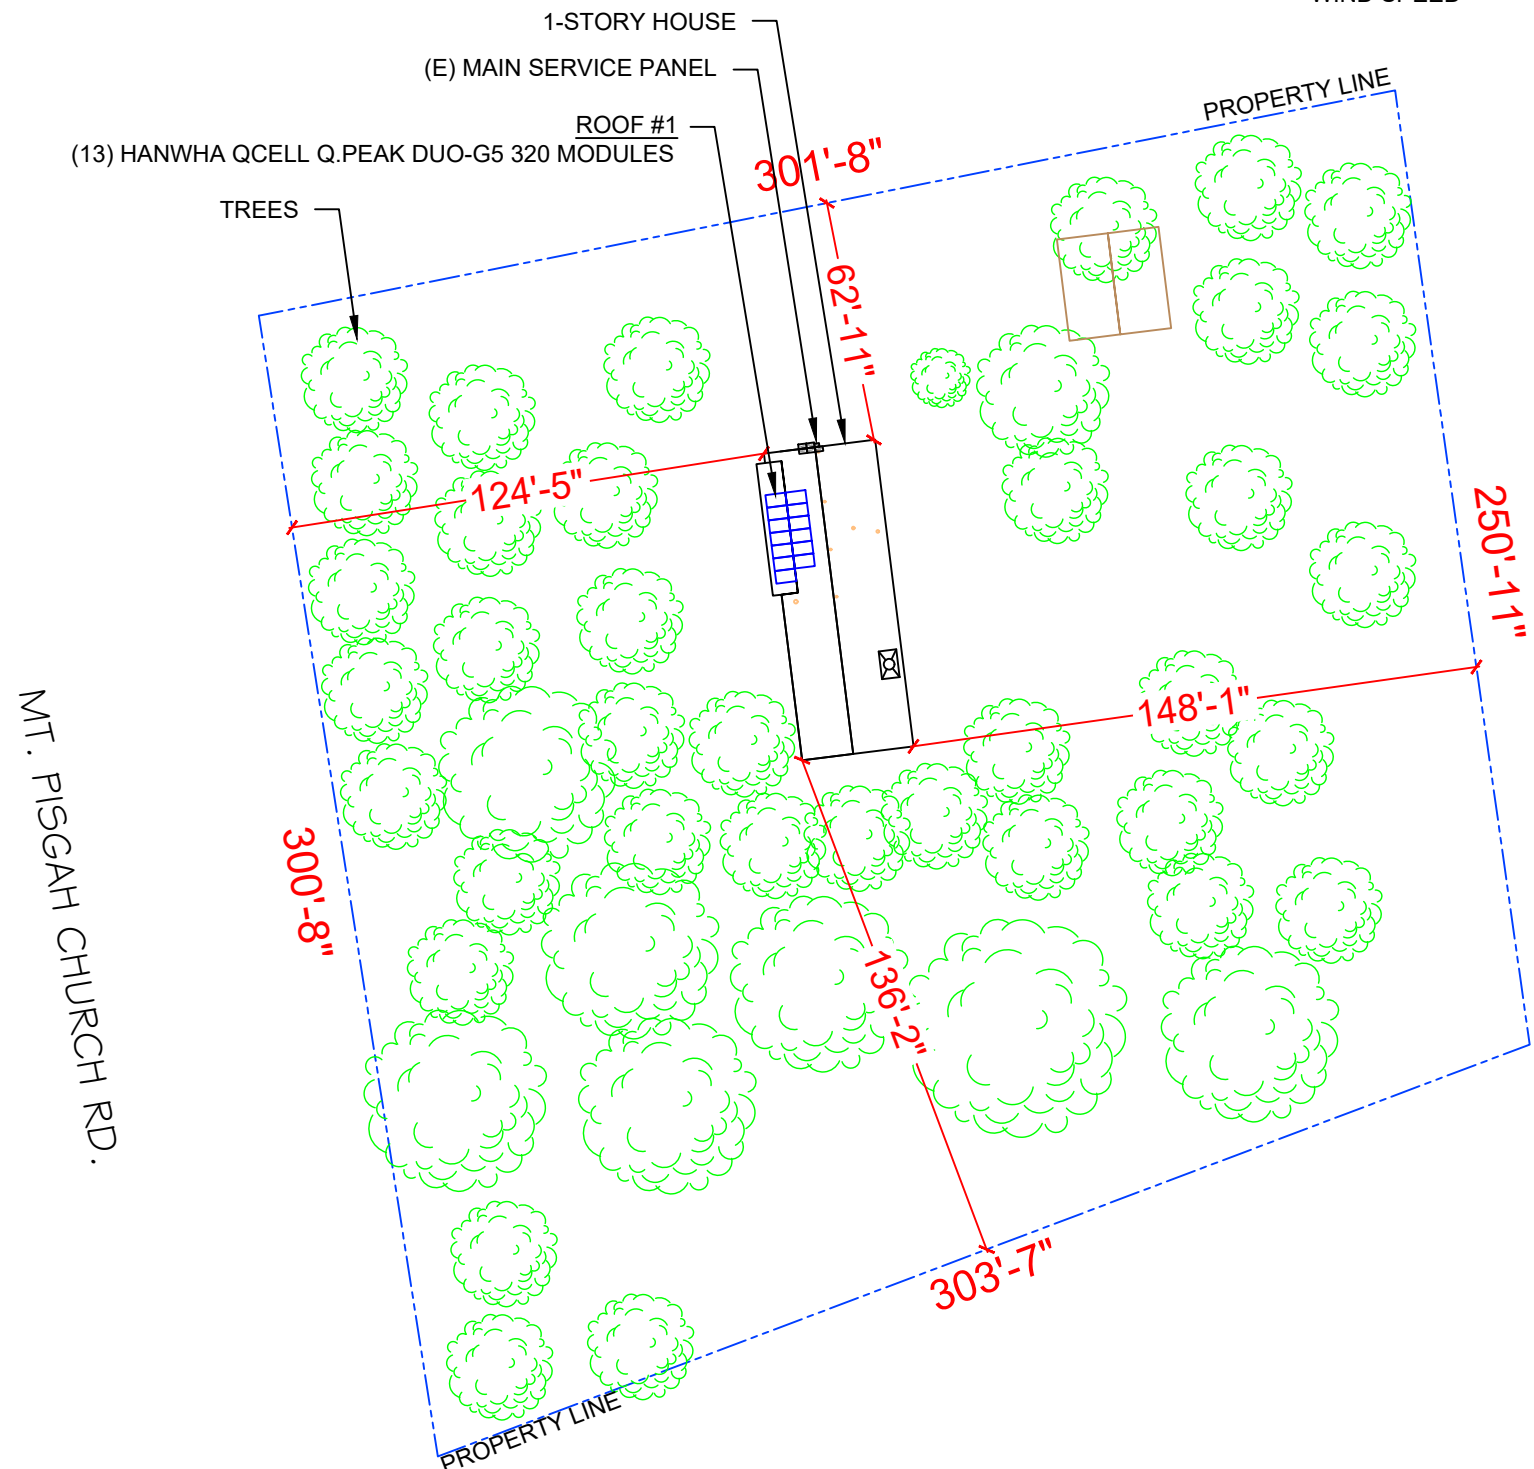 1-STORY HOUSE
(E) MAIN SERVICE PANEL
ROOF #1
(13) HANWHA QCELL Q.PEAK DUO-G5 320 MODULES
TREES
PROPERTY LINE
301'-8"
62'-11"
124'-5"
250'-11"
148'-1"
MT. PISGAH CHURCH RD.
300'-8"
136'-2"
303'-7"
PROPERTY LINE